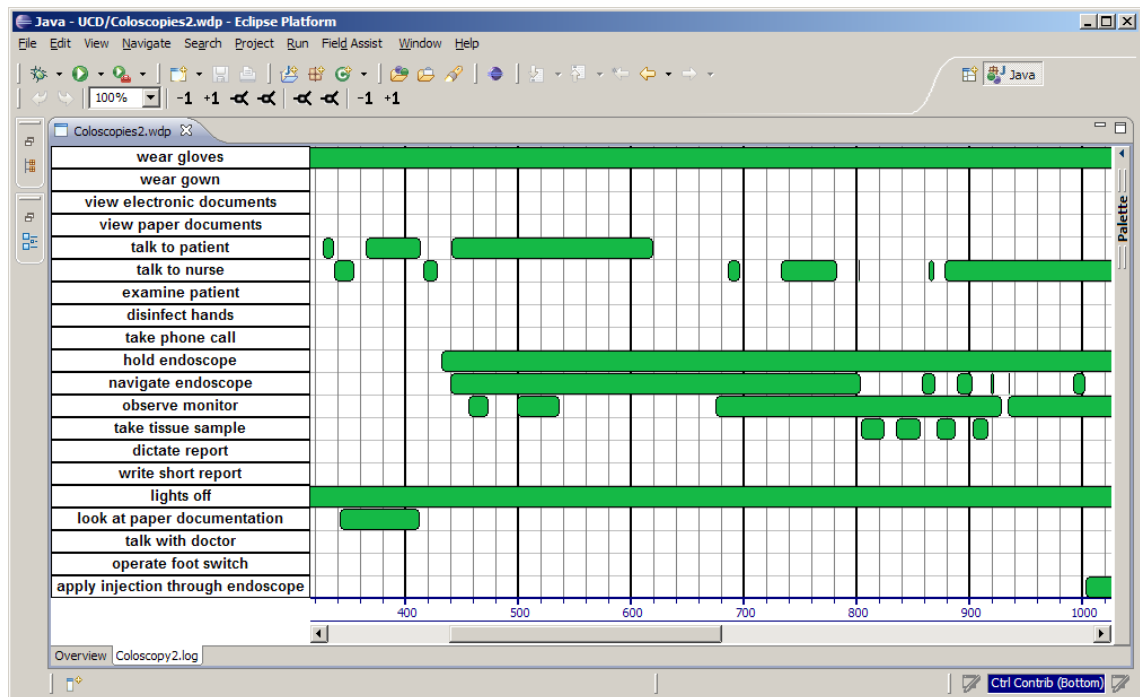 Java - UCD/Coloscopies2.wdp - Eclipse Platform
File Edit View Navigate Search Project Run Field Assist Window Help
Java
100% -1 +1 -1 +1
Coloscopies2.wdp
Palette
wear gloves
wear gown
view electronic documents
view paper documents
talk to patient
talk to nurse
examine patient
disinfect hands
take phone call
hold endoscope
navigate endoscope
observe monitor
take tissue sample
dictate report
write short report
lights off
look at paper documentation
talk with doctor
operate foot switch
apply injection through endoscope
400 500 600 700 800 900 1000
Overview Coloscopy2.log
Ctrl Contrib (Bottom)